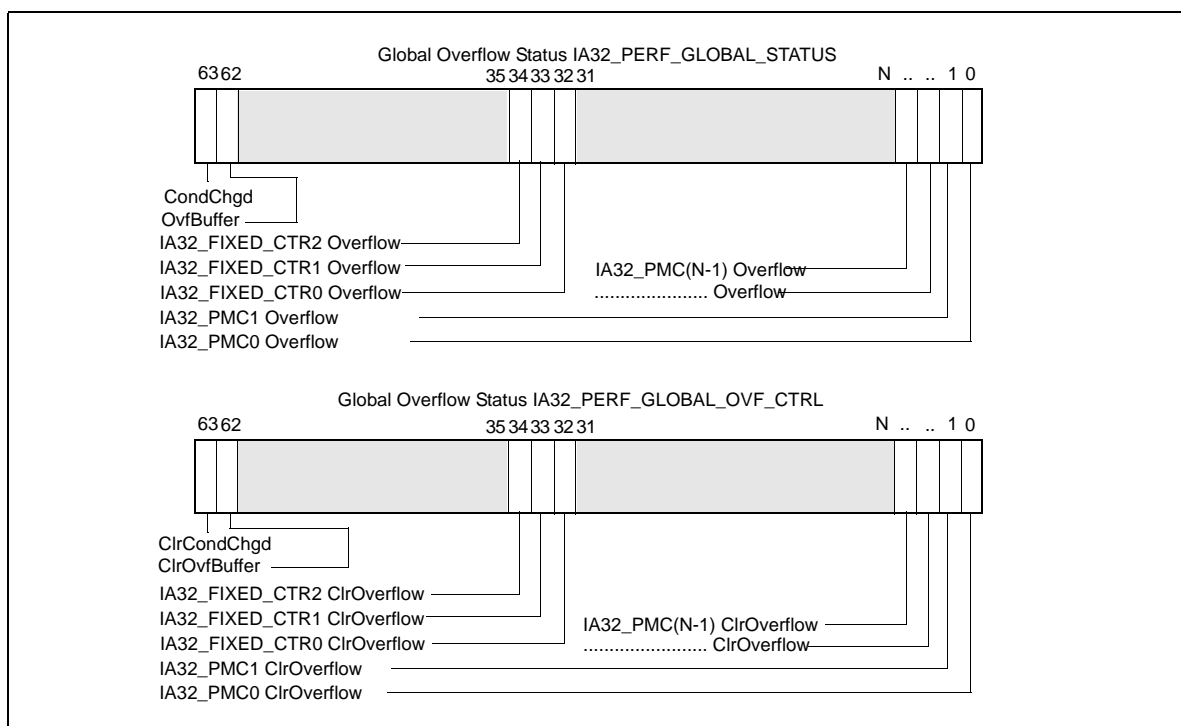 Global Overflow Status IA32_PERF_GLOBAL_STATUS
63 62 35 34 33 32 31 N .. .. 1 0
CondChgd
OvfBuffer
IA32_FIXED_CTR2 Overflow
IA32_FIXED_CTR1 Overflow
IA32_PMC(N-1) Overflow
IA32_FIXED_CTR0 Overflow
...................... Overflow
IA32_PMC1 Overflow
IA32_PMC0 Overflow
Global Overflow Status IA32_PERF_GLOBAL_OVF_CTRL
63 62 35 34 33 32 31 N .. .. 1 0
ClrCondChgd
ClrOvfBuffer
IA32_FIXED_CTR2 ClrOverflow
IA32_FIXED_CTR1 ClrOverflow
IA32_PMC(N-1) ClrOverflow
IA32_FIXED_CTR0 ClrOverflow
........................ ClrOverflow
IA32_PMC1 ClrOverflow
IA32_PMC0 ClrOverflow